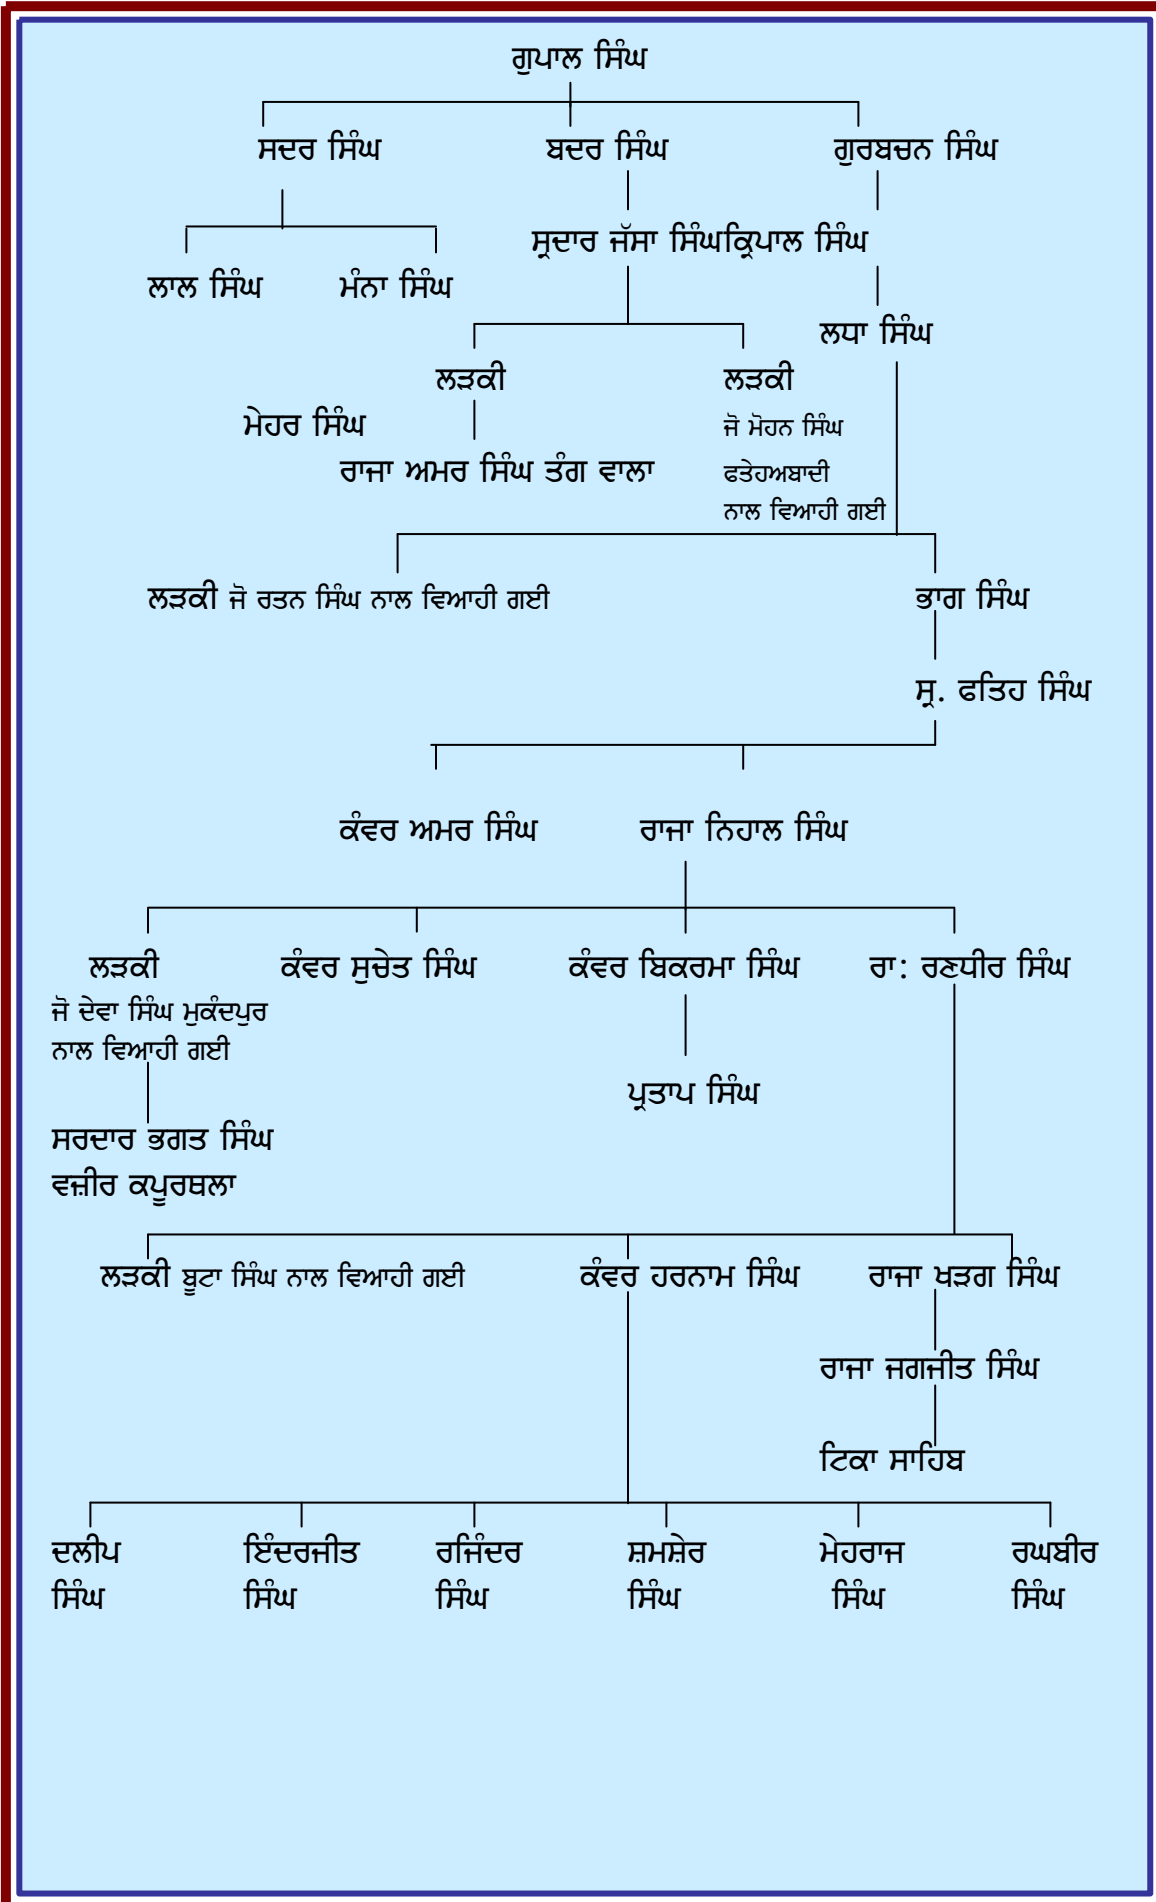 ਗੁਪਾਲ ਸਿੰਘ
ਸਦਰ ਸਿੰਘ ਬਦਰ ਸਿੰਘ ਗੁਰਬਚਨ ਸਿੰਘ
ਸ੍ਰਦਾਰ ਜੱਸਾ ਸਿੰਘਕ੍ਰਿਪਾਲ ਸਿੰਘ
ਲਾਲ ਸਿੰਘ ਮੰਨਾ ਸਿੰਘ
ਲਧਾ ਸਿੰਘ
ਲੜਕੀ ਲੜਕੀ
ਮੇਹਰ ਸਿੰਘ ਜੋ ਮੋਹਨ ਸਿੰਘ
ਰਾਜਾ ਅਮਰ ਸਿੰਘ ਤੰਗ ਵਾਲਾ ਫਤੇਹਅਬਾਦੀ
ਨਾਲ ਵਿਆਹੀ ਗਈ
ਲੜਕੀ ਜੋ ਰਤਨ ਸਿੰਘ ਨਾਲ ਵਿਆਹੀ ਗਈ ਭਾਗ ਸਿੰਘ
ਸ੍ਰ. ਫਤਿਹ ਸਿੰਘ
ਕੰਵਰ ਅਮਰ ਸਿੰਘ ਰਾਜਾ ਨਿਹਾਲ ਸਿੰਘ
ਲੜਕੀ ਕੰਵਰ ਸੁਚੇਤ ਸਿੰਘ ਕੰਵਰ ਬਿਕਰਮਾ ਸਿੰਘ ਰਾ: ਰਣਧੀਰ ਸਿੰਘ
ਜੋ ਦੇਵਾ ਸਿੰਘ ਮੁਕੰਦਪੁਰ
ਨਾਲ ਵਿਆਹੀ ਗਈ
ਪ੍ਰਤਾਪ ਸਿੰਘ
ਸਰਦਾਰ ਭਗਤ ਸਿੰਘ
ਵਜ਼ੀਰ ਕਪੂਰਥਲਾ
ਲੜਕੀ ਬੂਟਾ ਸਿੰਘ ਨਾਲ ਵਿਆਹੀ ਗਈ ਕੰਵਰ ਹਰਨਾਮ ਸਿੰਘ ਰਾਜਾ ਖੜਗ ਸਿੰਘ
ਰਾਜਾ ਜਗਜੀਤ ਸਿੰਘ
ਟਿਕਾ ਸਾਹਿਬ
ਦਲੀਪ ਇੰਦਰਜੀਤ ਰਜਿੰਦਰ ਸ਼ਮਸ਼ੇਰ ਮੇਹਰਾਜ ਰਘਬੀਰ
ਸਿੰਘ ਸਿੰਘ ਸਿੰਘ ਸਿੰਘ ਸਿੰਘ ਸਿੰਘ